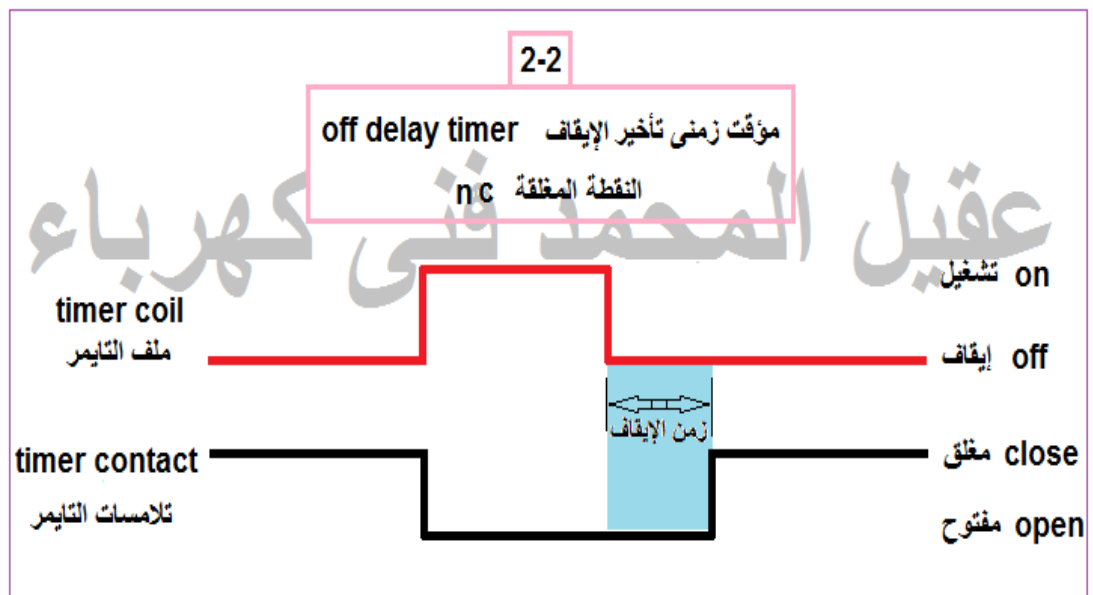 2-2
مؤقت زمنى تأخير الإيقاف off delay timer
النقطة المغلقة n c
عقيل المحمد فنى كهرباء
تشغيل on
timer coil
ملف التايمر
إيقاف off
زمن الإيقاف
timer contact
مغلق close
تلامسات التايمر
مفتوح open